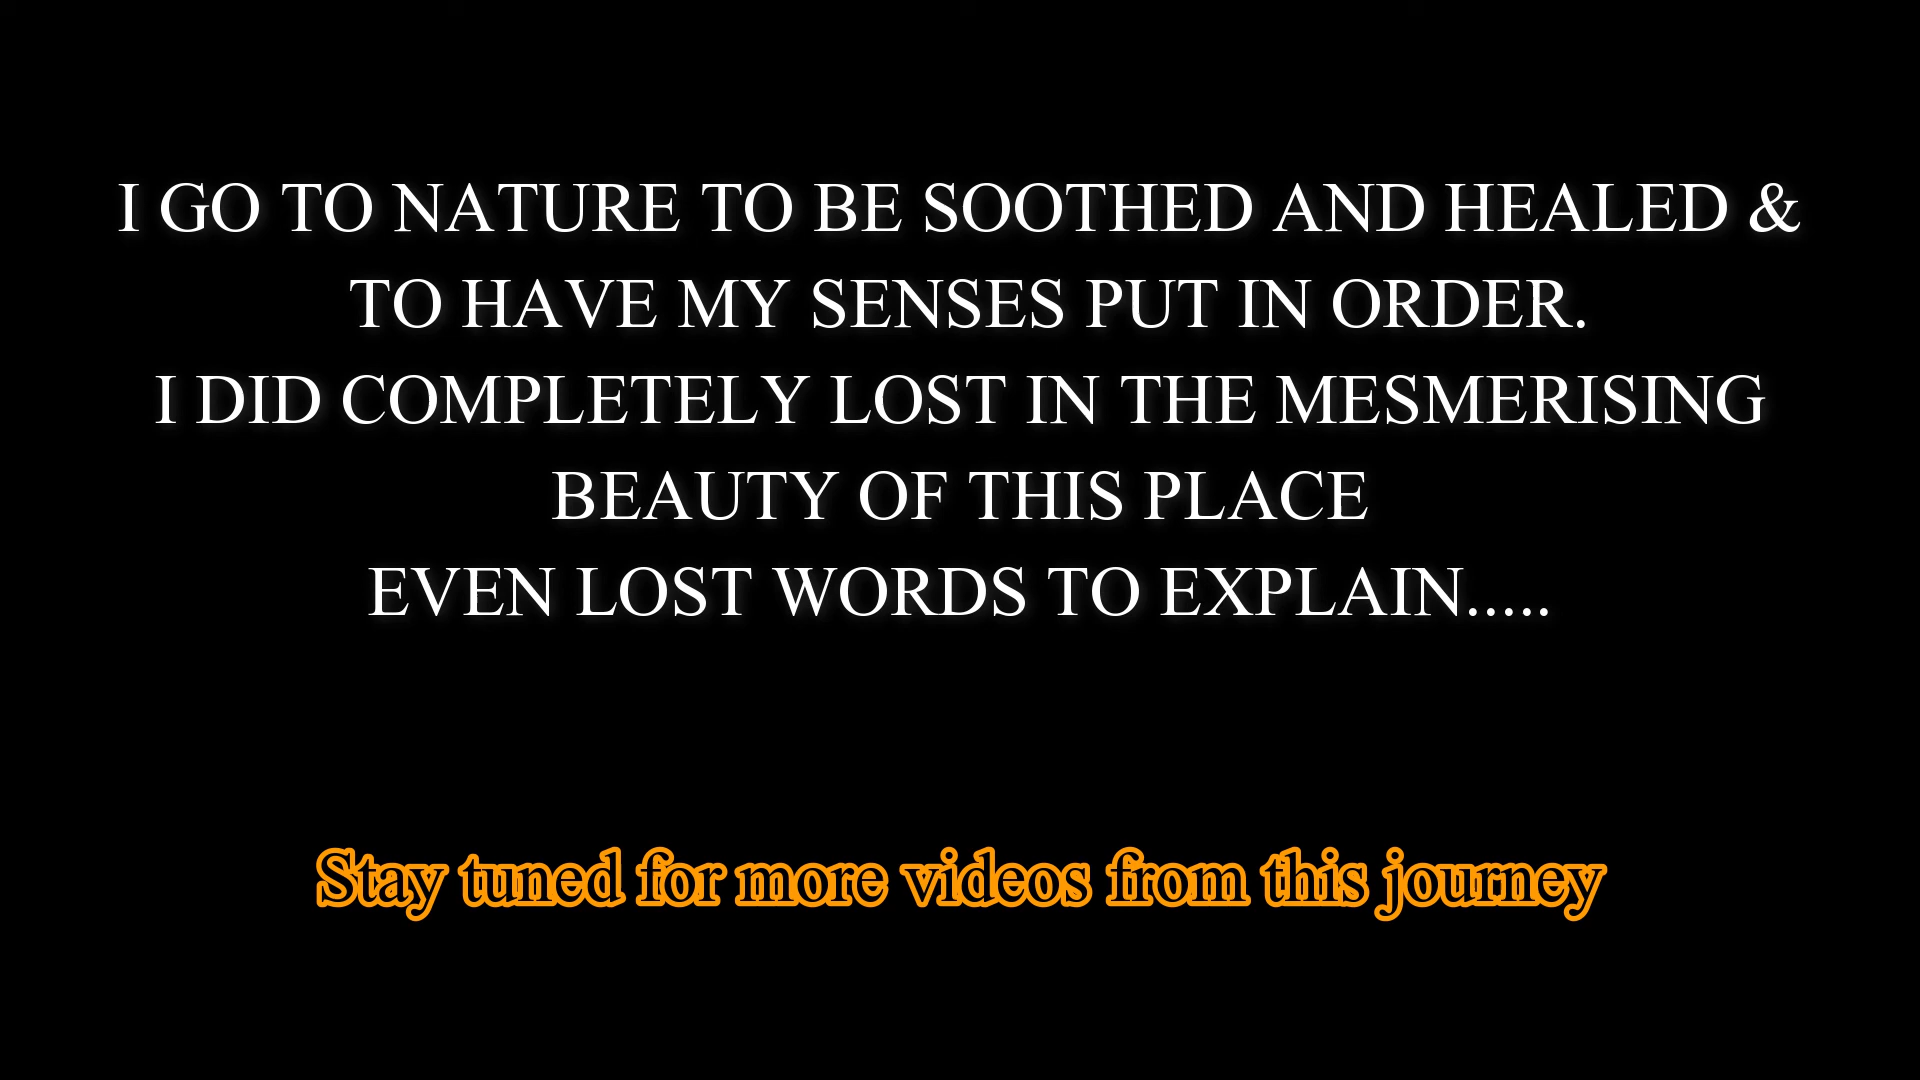 I GO TO NATURE TO BE SOOTHED AND HEALED &
TO HAVE MY SENSES PUT IN ORDER.
I DID COMPLETELY LOST IN THE MESMERISING
BEAUTY OF THIS PLACE
EVEN LOST WORDS TO EXPLAIN.....
Stay tuned for more videos from this journey